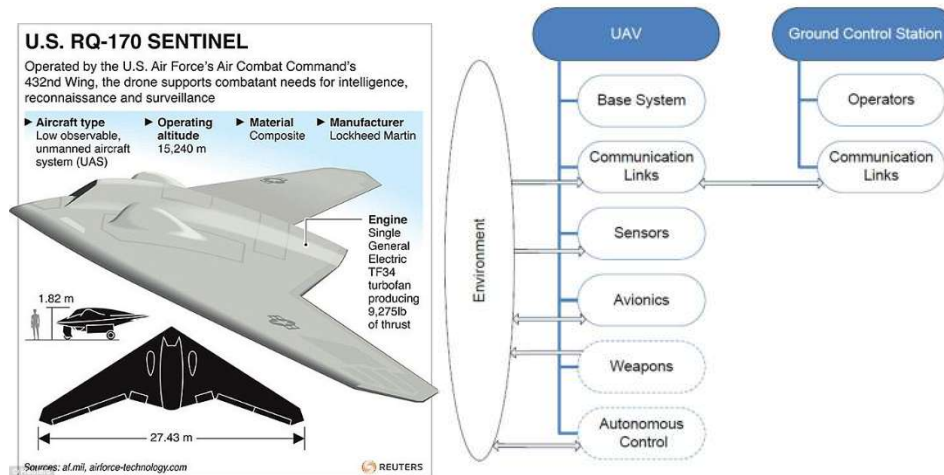 U.S. RQ-170 SENTINEL
Operated by the U.S. Air Force's Air Combat Command's
432nd Wing, the drone supports combatant needs for intelligence,
reconnaissance and surveillance
Aircraft type
Low observable,
unmanned aircraft
system (UAS)
Operating
altitude
15,240 m
Material
Composite
Manufacturer
Lockheed Martin
Engine
Single
General
Electric
TF34
turbofan
producing
9,275lb
of thrust
1.82 m
27.43 m
Sources: af.mil, airforce-technology.com
REUTERS
Environment
UAV
Base System
Communication
Links
Sensors
Avionics
Weapons
Autonomous
Control
Ground Control Station
Operators
Communication
Links